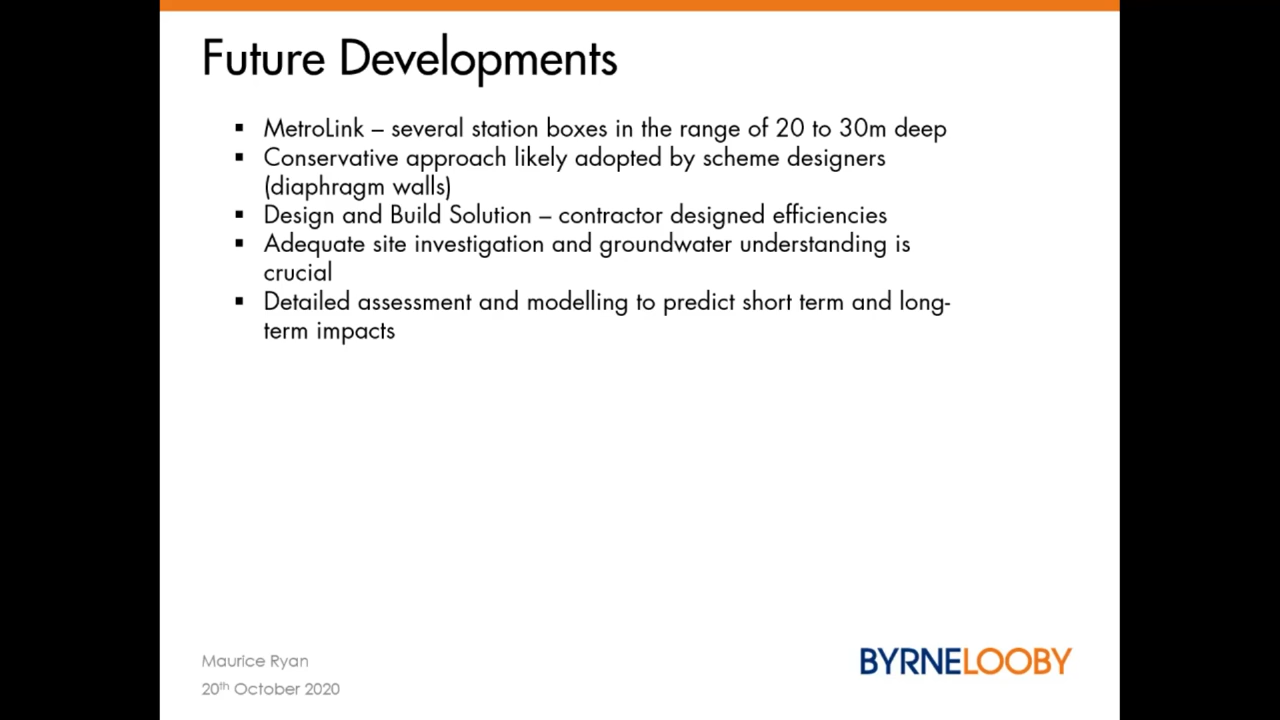 Future Developments
▪ MetroLink – several station boxes in the range of 20 to 30m deep
▪ Conservative approach likely adopted by scheme designers
(diaphragm walls)
▪ Design and Build Solution – contractor designed efficiencies
▪ Adequate site investigation and groundwater understanding is
crucial
▪ Detailed assessment and modelling to predict short term and long-
term impacts
Maurice Ryan
20th October 2020
BYRNELOOBY